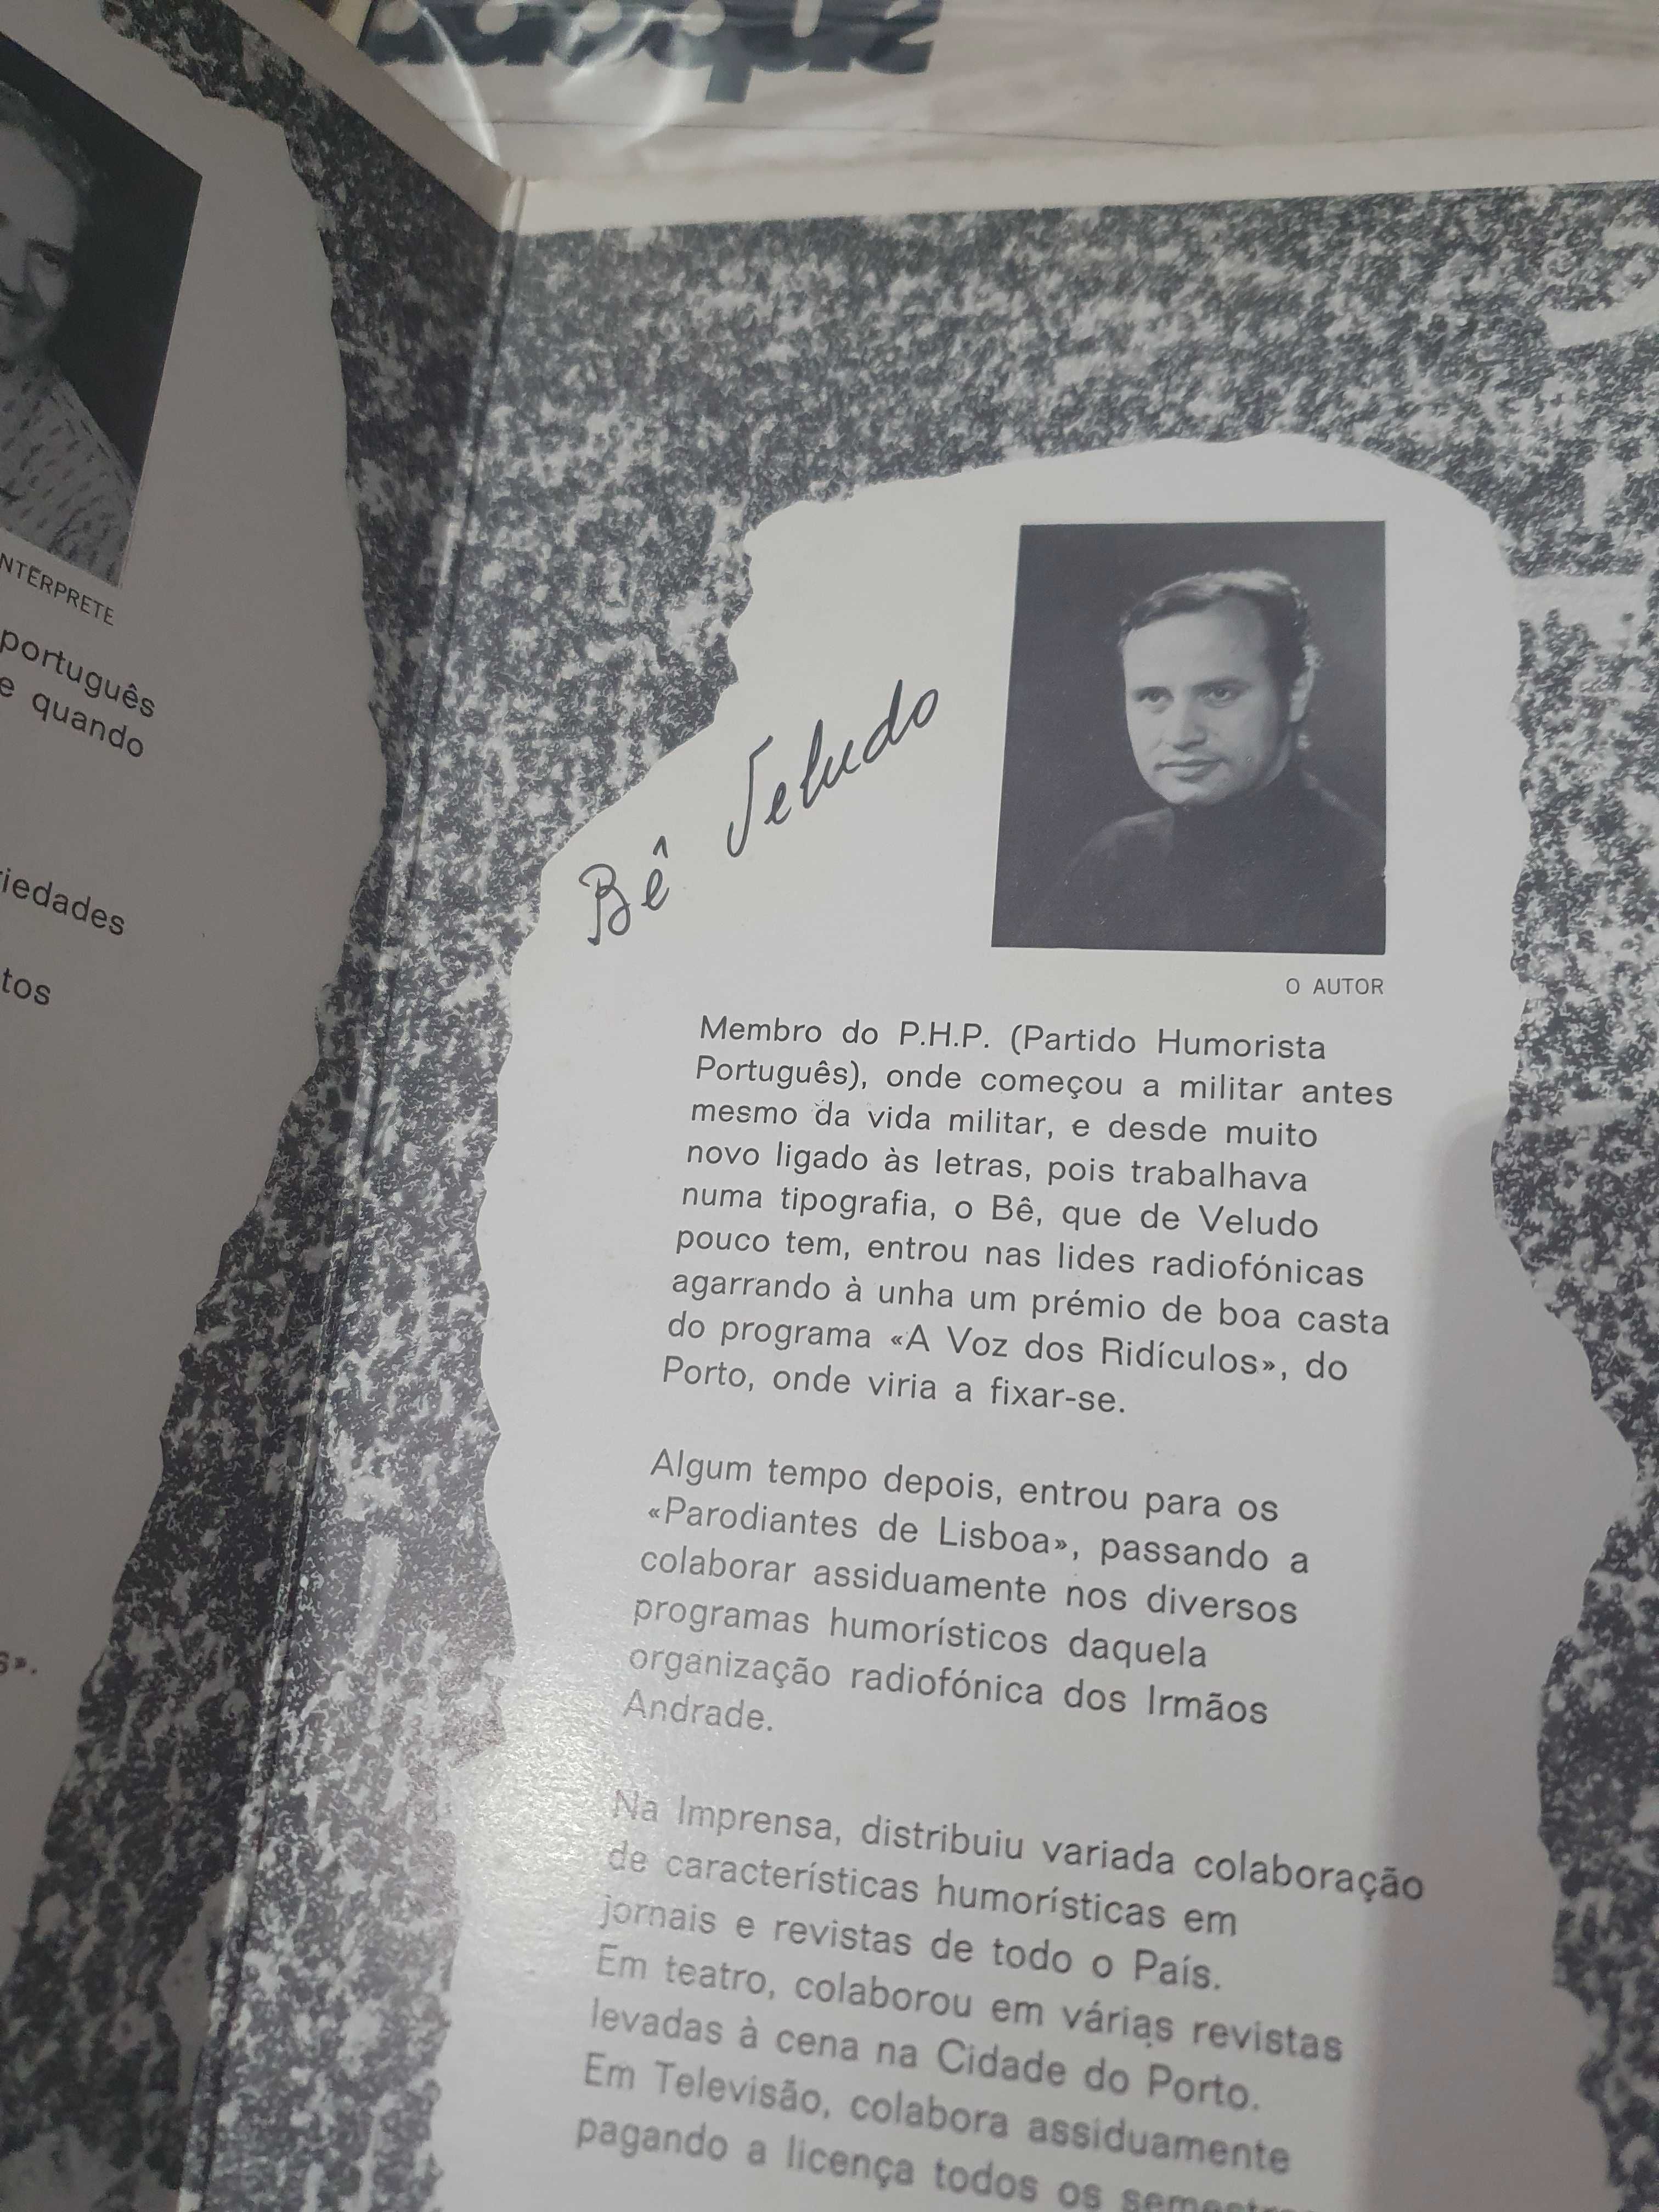 NTÉRPRETE
português
e quando
iedades
tos
s».
Bê Veludo
O AUTOR
Membro do P.H.P. (Partido Humorista
Português), onde começou a militar antes
mesmo da vida militar, e desde muito
novo ligado às letras, pois trabalhava
numa tipografia, o Bê, que de Veludo
pouco tem, entrou nas lides radiofónicas
agarrando à unha um prémio de boa casta
do programa «A Voz dos Ridículos», do
Porto, onde viria a fixar-se.
Algum tempo depois, entrou para os
«Parodiantes de Lisboa», passando a
colaborar assiduamente nos diversos
programas humorísticos daquela
organização radiofónica dos Irmãos
Andrade.
Na Imprensa, distribuiu variada colaboração
de características humorísticas em
jornais e revistas de todo o País.
Em teatro, colaborou em várias revistas
levadas à cena na Cidade do Porto.
Em Televisão, colabora assiduamente
pagando a licença todos os